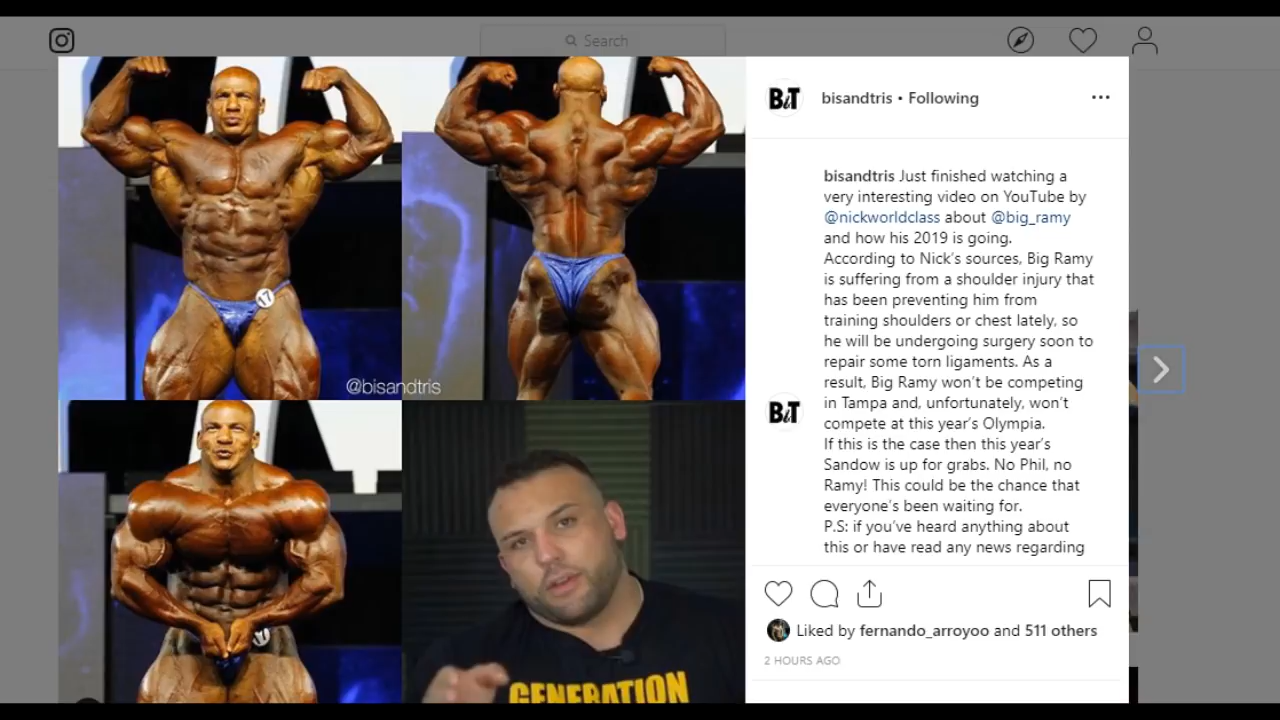 Search
17
@bisandtris
17
GENERATION
BiT
bisandtris • Following
bisandtris Just finished watching a
very interesting video on YouTube by
@nickworldclass about @big_ramy
and how his 2019 is going.
According to Nick's sources, Big Ramy
is suffering from a shoulder injury that
has been preventing him from
training shoulders or chest lately, so
he will be undergoing surgery soon to
repair some torn ligaments. As a
result, Big Ramy won't be competing
BiT
in Tampa and, unfortunately, won't
compete at this year's Olympia.
If this is the case then this year's
Sandow is up for grabs. No Phil, no
Ramy! This could be the chance that
everyone's been waiting for.
P.S: if you've heard anything about
this or have read any news regarding
Liked by fernando_arroyoo and 511 others
2 HOURS AGO